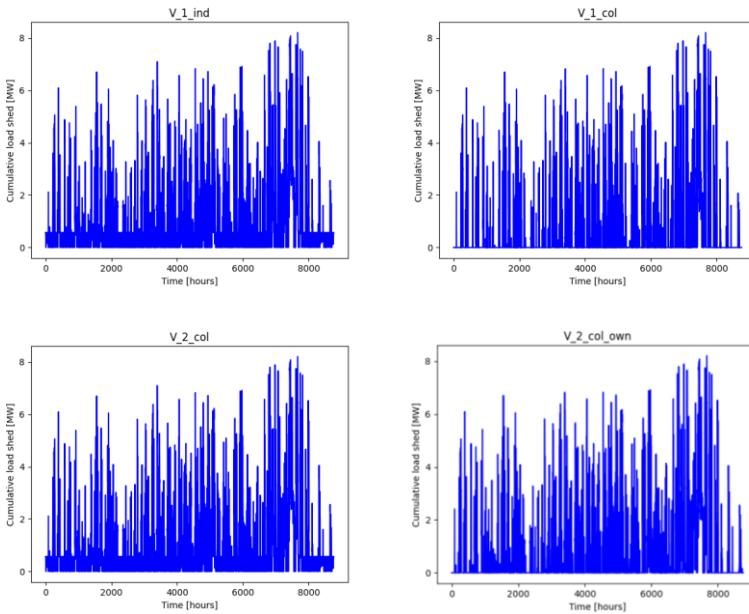 V_1_ind
V_1_col
Cumulative load shed [MW]
8
6
4
2
0
0 2000 4000 6000 8000
Time [hours]
Cumulative load shed [MW]
8
6
4
2
0
0 2000 4000 6000 8000
Time [hours]
V_2_col
V_2_col_own
Cumulative load shed [MW]
8
6
4
2
0
0 2000 4000 6000 8000
Time [hours]
Cumulative load shed [MW]
8
6
4
2
0
0 2000 4000 6000 8000
Time [hours]